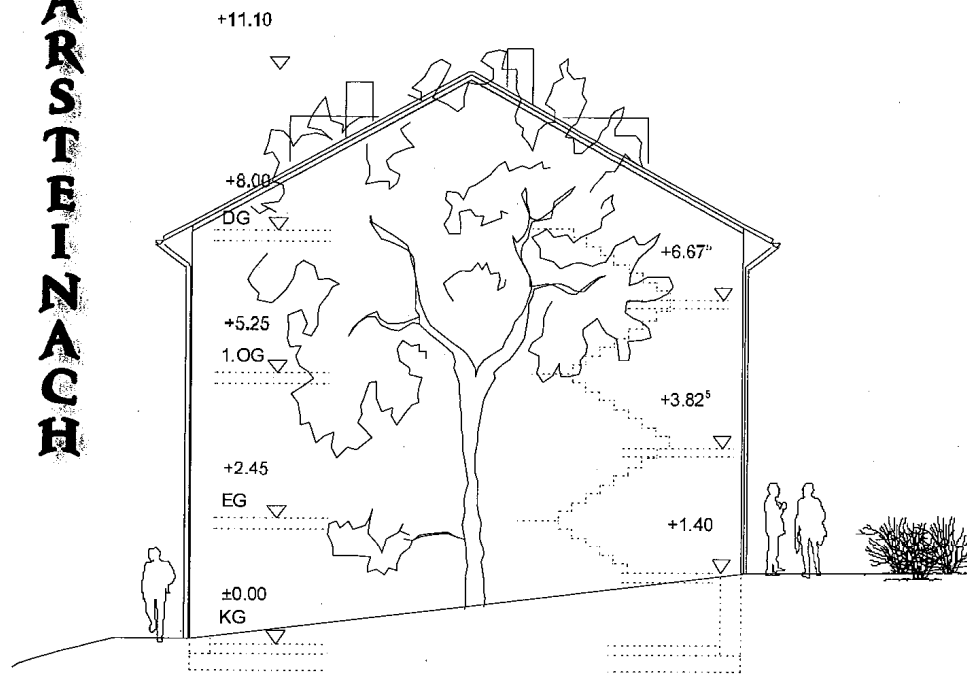 ARSTEINACH
+11.10
+8.00
DG
+6.67⁵
+5.25
1.OG
+3.82⁵
+2.45
EG
+1.40
±0.00
KG